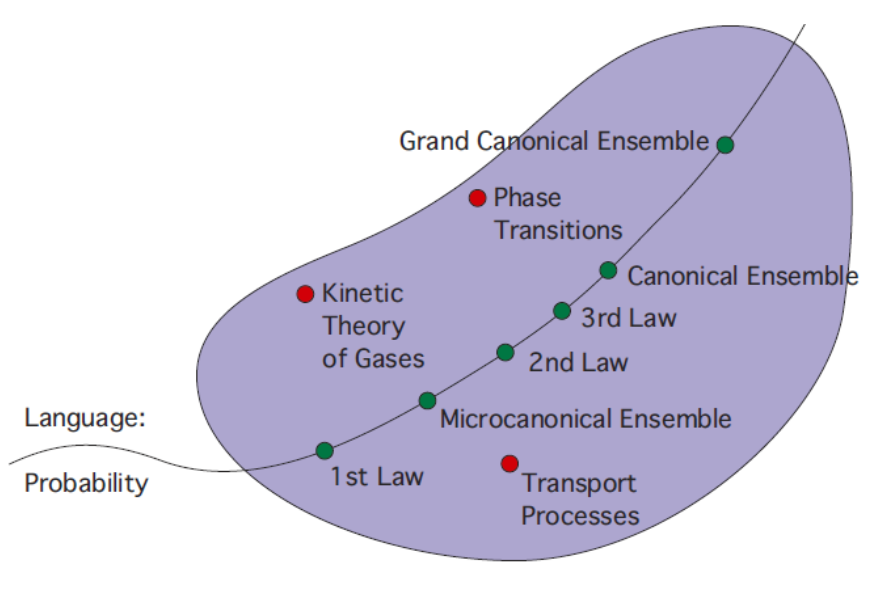 Grand Canonical Ensemble
Phase
Transitions
Canonical Ensemble
Kinetic
Theory
of Gases
3rd Law
2nd Law
Language:
Microcanonical Ensemble
1st Law
Probability
Transport
Processes